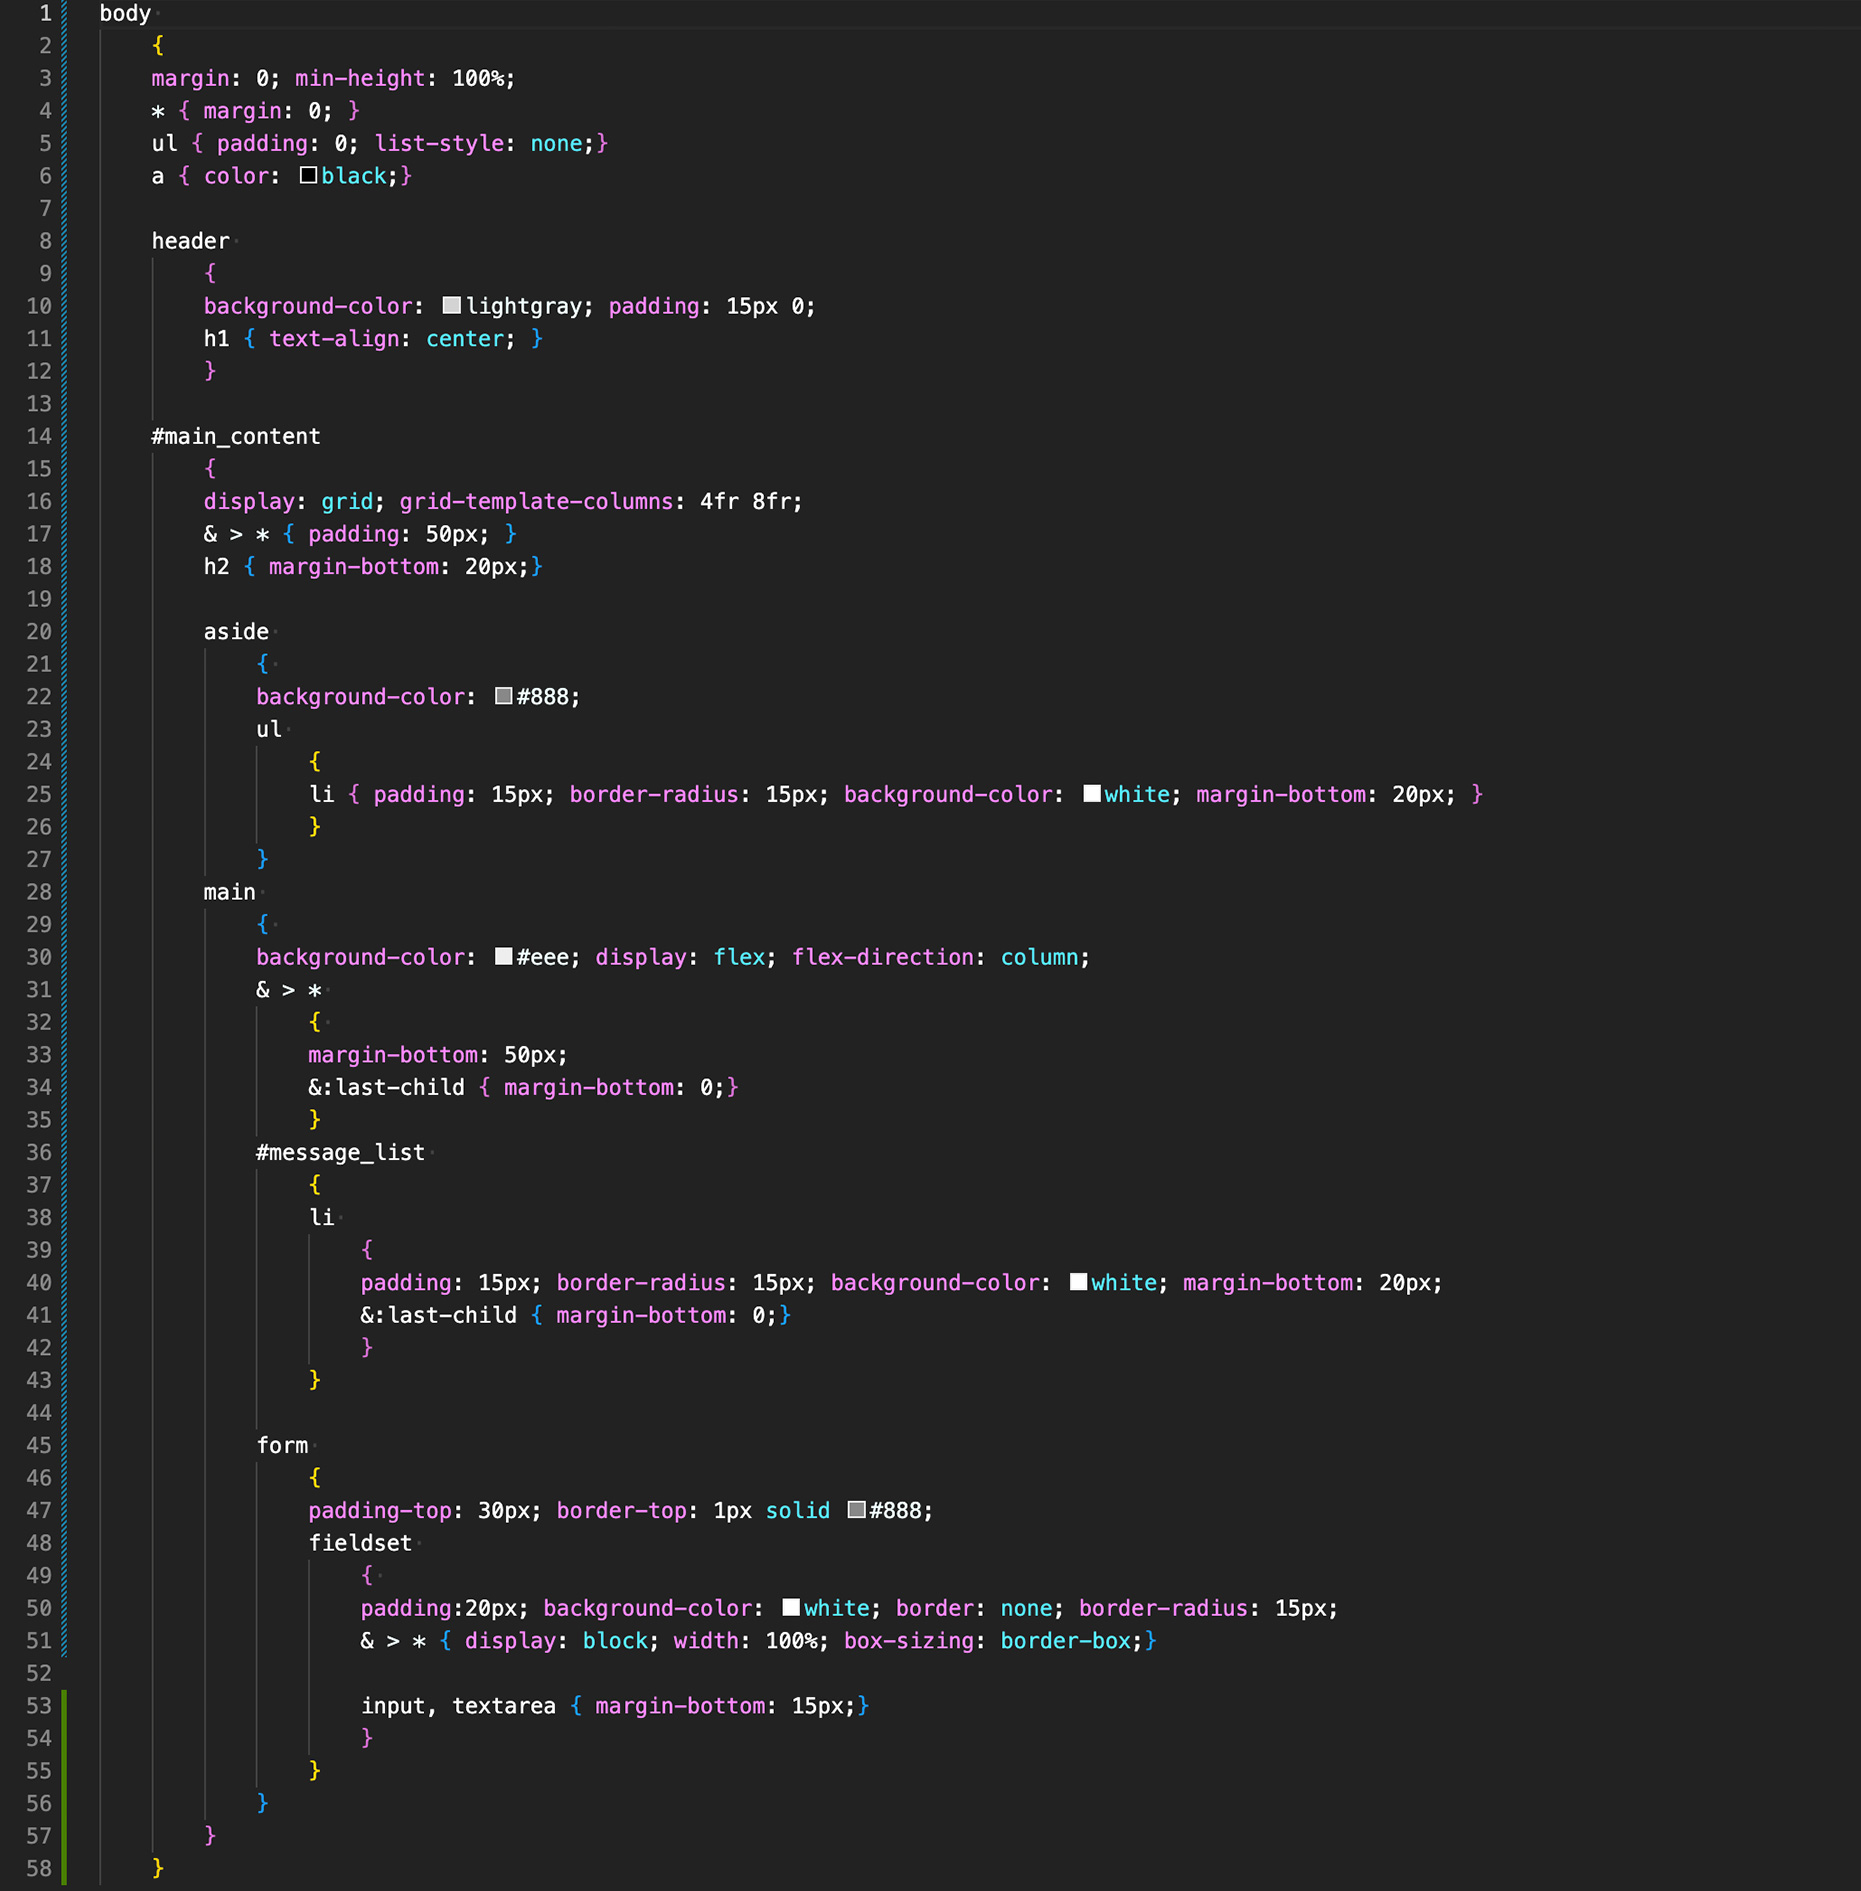 1 body
2 {
3 margin: 0; min-height: 100%;
4 * { margin: 0; }
5 ul { padding: 0; list-style: none;}
6 a { color: black;}
7
8 header
9 {
10 background-color: lightgray; padding: 15px 0;
11 h1 { text-align: center; }
12 }
13
14 #main_content
15 {
16 display: grid; grid-template-columns: 4fr 8fr;
17 & > * { padding: 50px; }
18 h2 { margin-bottom: 20px;}
19
20 aside
21 {
22 background-color: #888;
23 ul
24 {
25 li { padding: 15px; border-radius: 15px; background-color: white; margin-bottom: 20px; }
26 }
27 }
28 main
29 {
30 background-color: #eee; display: flex; flex-direction: column;
31 & > *
32 {
33 margin-bottom: 50px;
34 &:last-child { margin-bottom: 0;}
35 }
36 #message_list
37 {
38 li
39 {
40 padding: 15px; border-radius: 15px; background-color: white; margin-bottom: 20px;
41 &:last-child { margin-bottom: 0;}
42 }
43 }
44
45 form
46 {
47 padding-top: 30px; border-top: 1px solid #888;
48 fieldset
49 {
50 padding:20px; background-color: white; border: none; border-radius: 15px;
51 & > * { display: block; width: 100%; box-sizing: border-box;}
52
53 input, textarea { margin-bottom: 15px;}
54 }
55 }
56 }
57 }
58 }